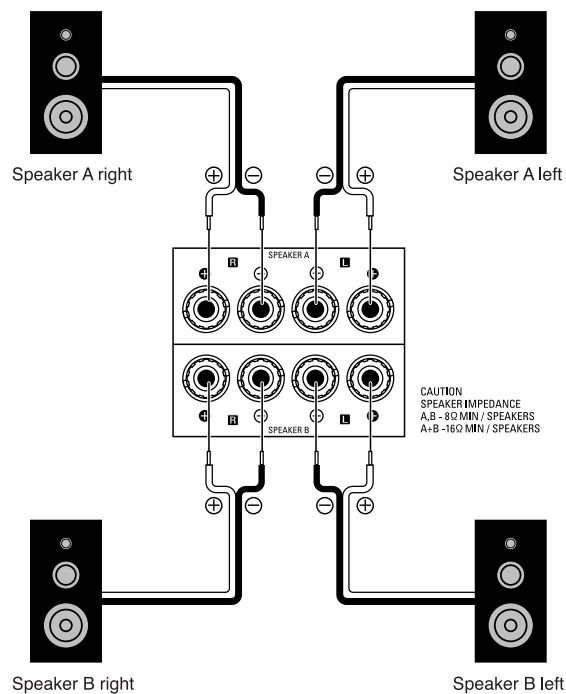 Speaker A right
Speaker A left
⊕ ⊖ ⊖ ⊕
SPEAKER A
R L
+ − − +
+ − − +
R L
SPEAKER B
CAUTION
SPEAKER IMPEDANCE
A,B - 8Ω MIN / SPEAKERS
A+B -16Ω MIN / SPEAKERS
⊕ ⊖ ⊖ ⊕
Speaker B right
Speaker B left